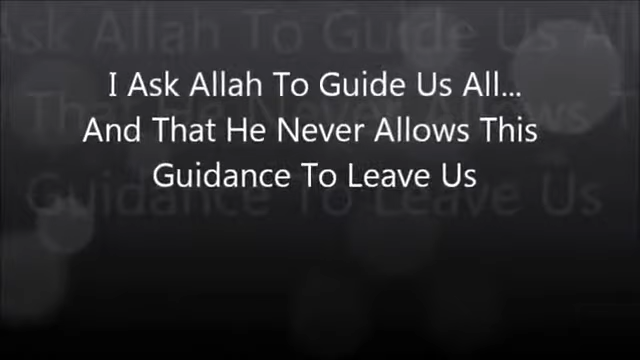 I Ask Allah To Guide Us All...
And That He Never Allows This
Guidance To Leave Us